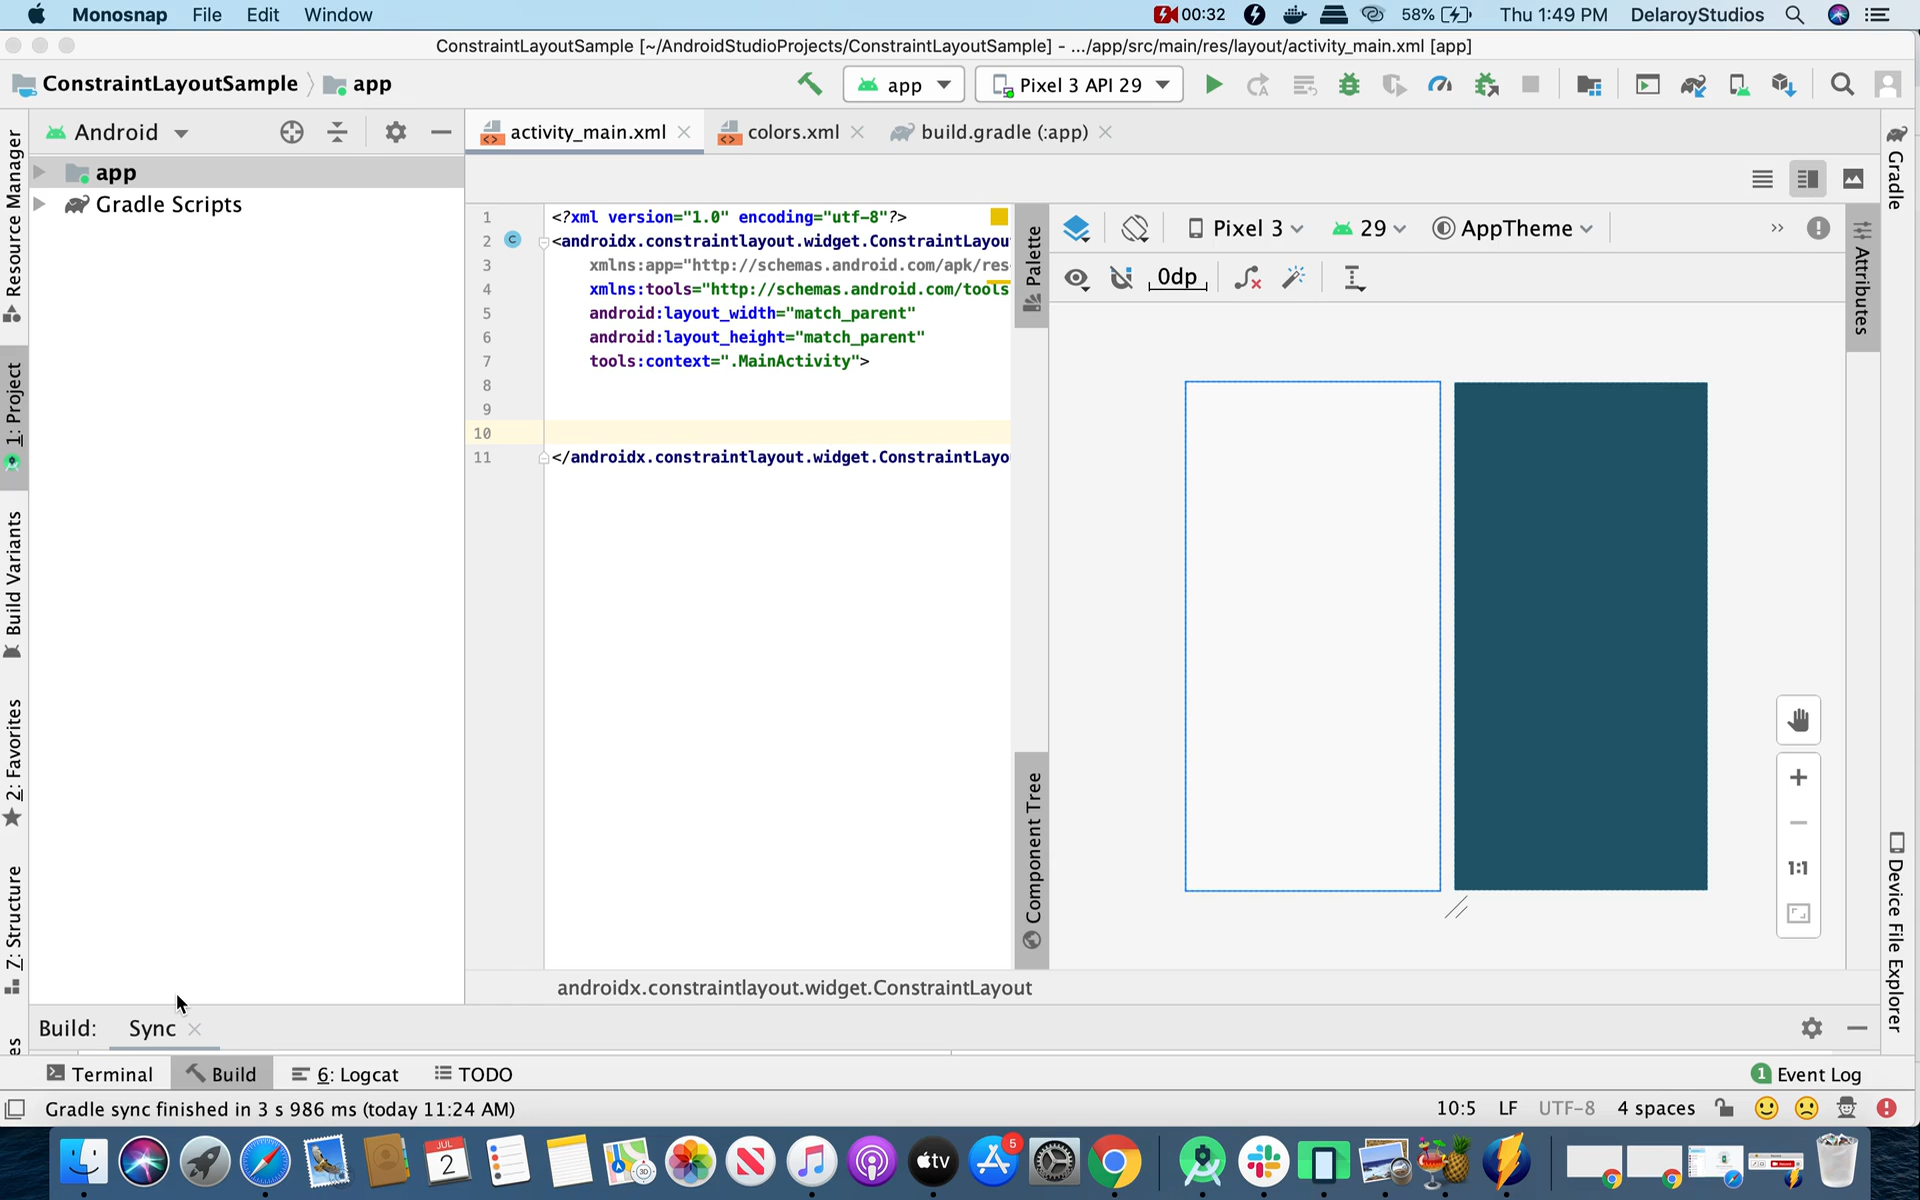 Monosnap File Edit Window 00:32 58% Thu 1:49 PM DelaroyStudios
ConstraintLayoutSample [~/AndroidStudioProjects/ConstraintLayoutSample] - .../app/src/main/res/layout/activity_main.xml [app]
ConstraintLayoutSample app app Pixel 3 API 29
Android
activity_main.xml colors.xml build.gradle (:app)
app
Gradle Scripts
Resource Manager
1: Project
Build Variants
2: Favorites
Z: Structure
es
1 <?xml version="1.0" encoding="utf-8"?>
2 <androidx.constraintlayout.widget.ConstraintLayou
3 xmlns:app="http://schemas.android.com/apk/res-
4 xmlns:tools="http://schemas.android.com/tools
5 android:layout_width="match_parent"
6 android:layout_height="match_parent"
7 tools:context=".MainActivity">
8
9
10
11 </androidx.constraintlayout.widget.ConstraintLayo
C
Palette
Component Tree
Pixel 3 29 AppTheme
0dp
1:1
Attributes
Gradle
Device File Explorer
androidx.constraintlayout.widget.ConstraintLayout
Build: Sync
Terminal Build 6: Logcat TODO 1 Event Log
Gradle sync finished in 3 s 986 ms (today 11:24 AM) 10:5 LF UTF-8 4 spaces
JUL
2
3D
tv
5